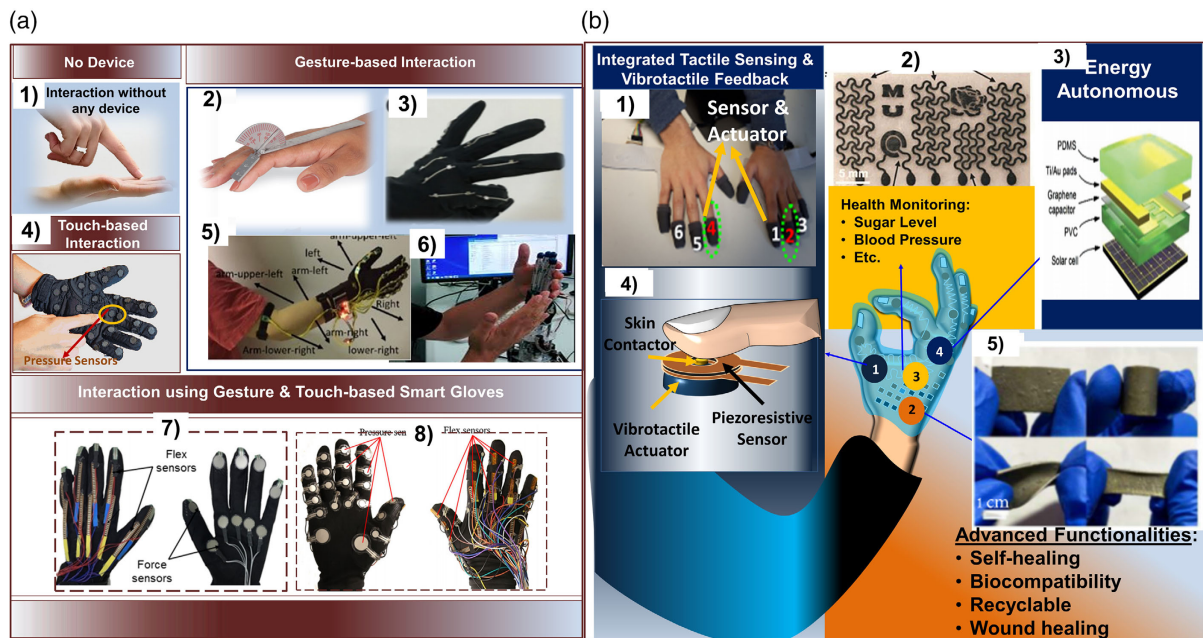 (a)
No Device
Gesture-based Interaction
1)
Interaction without
any device
2)
3)
4)
Touch-based
Interaction
Pressure Sensors
5)
arm-upper-left
left
arm-left
arm-upper-left
Right
arm-right
Arm-lower-right
lower-right
6)
Interaction using Gesture & Touch-based Smart Gloves
7)
Flex
sensors
Force
sensors
8)
Pressure sen
Flex sensors
(b)
Integrated Tactile Sensing &
Vibrotactile Feedback
1)
Sensor &
Actuator
6
5
4
1
2
3
2)
M
U
5 mm
Health Monitoring:
• Sugar Level
• Blood Pressure
• Etc.
3)
Energy
Autonomous
PDMS
Ti/Au pads
Graphene
capacitor
PVC
Solar cell
4)
Skin
Contactor
Vibrotactile
Actuator
Piezoresistive
Sensor
1
2
3
4
5)
1 cm
Advanced Functionalities:
• Self-healing
• Biocompatibility
• Recyclable
• Wound healing